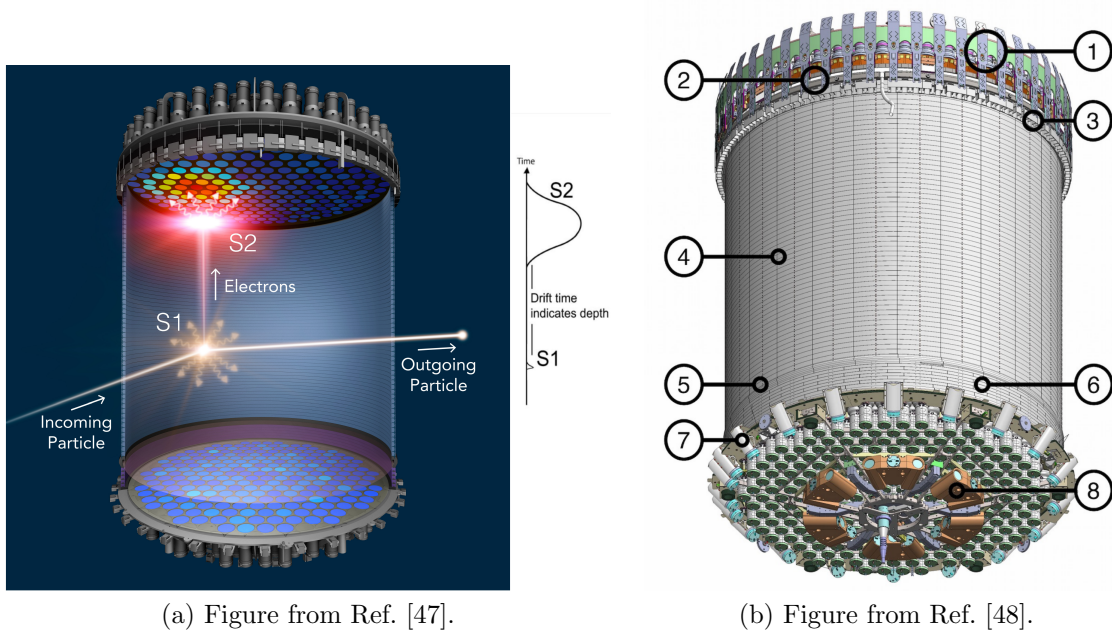 S2
Electrons
S1
Incoming
Particle
Outgoing
Particle
Time
S2
Drift time
indicates depth
S1
(a) Figure from Ref. [47].
1
2
3
4
5
6
7
8
(b) Figure from Ref. [48].